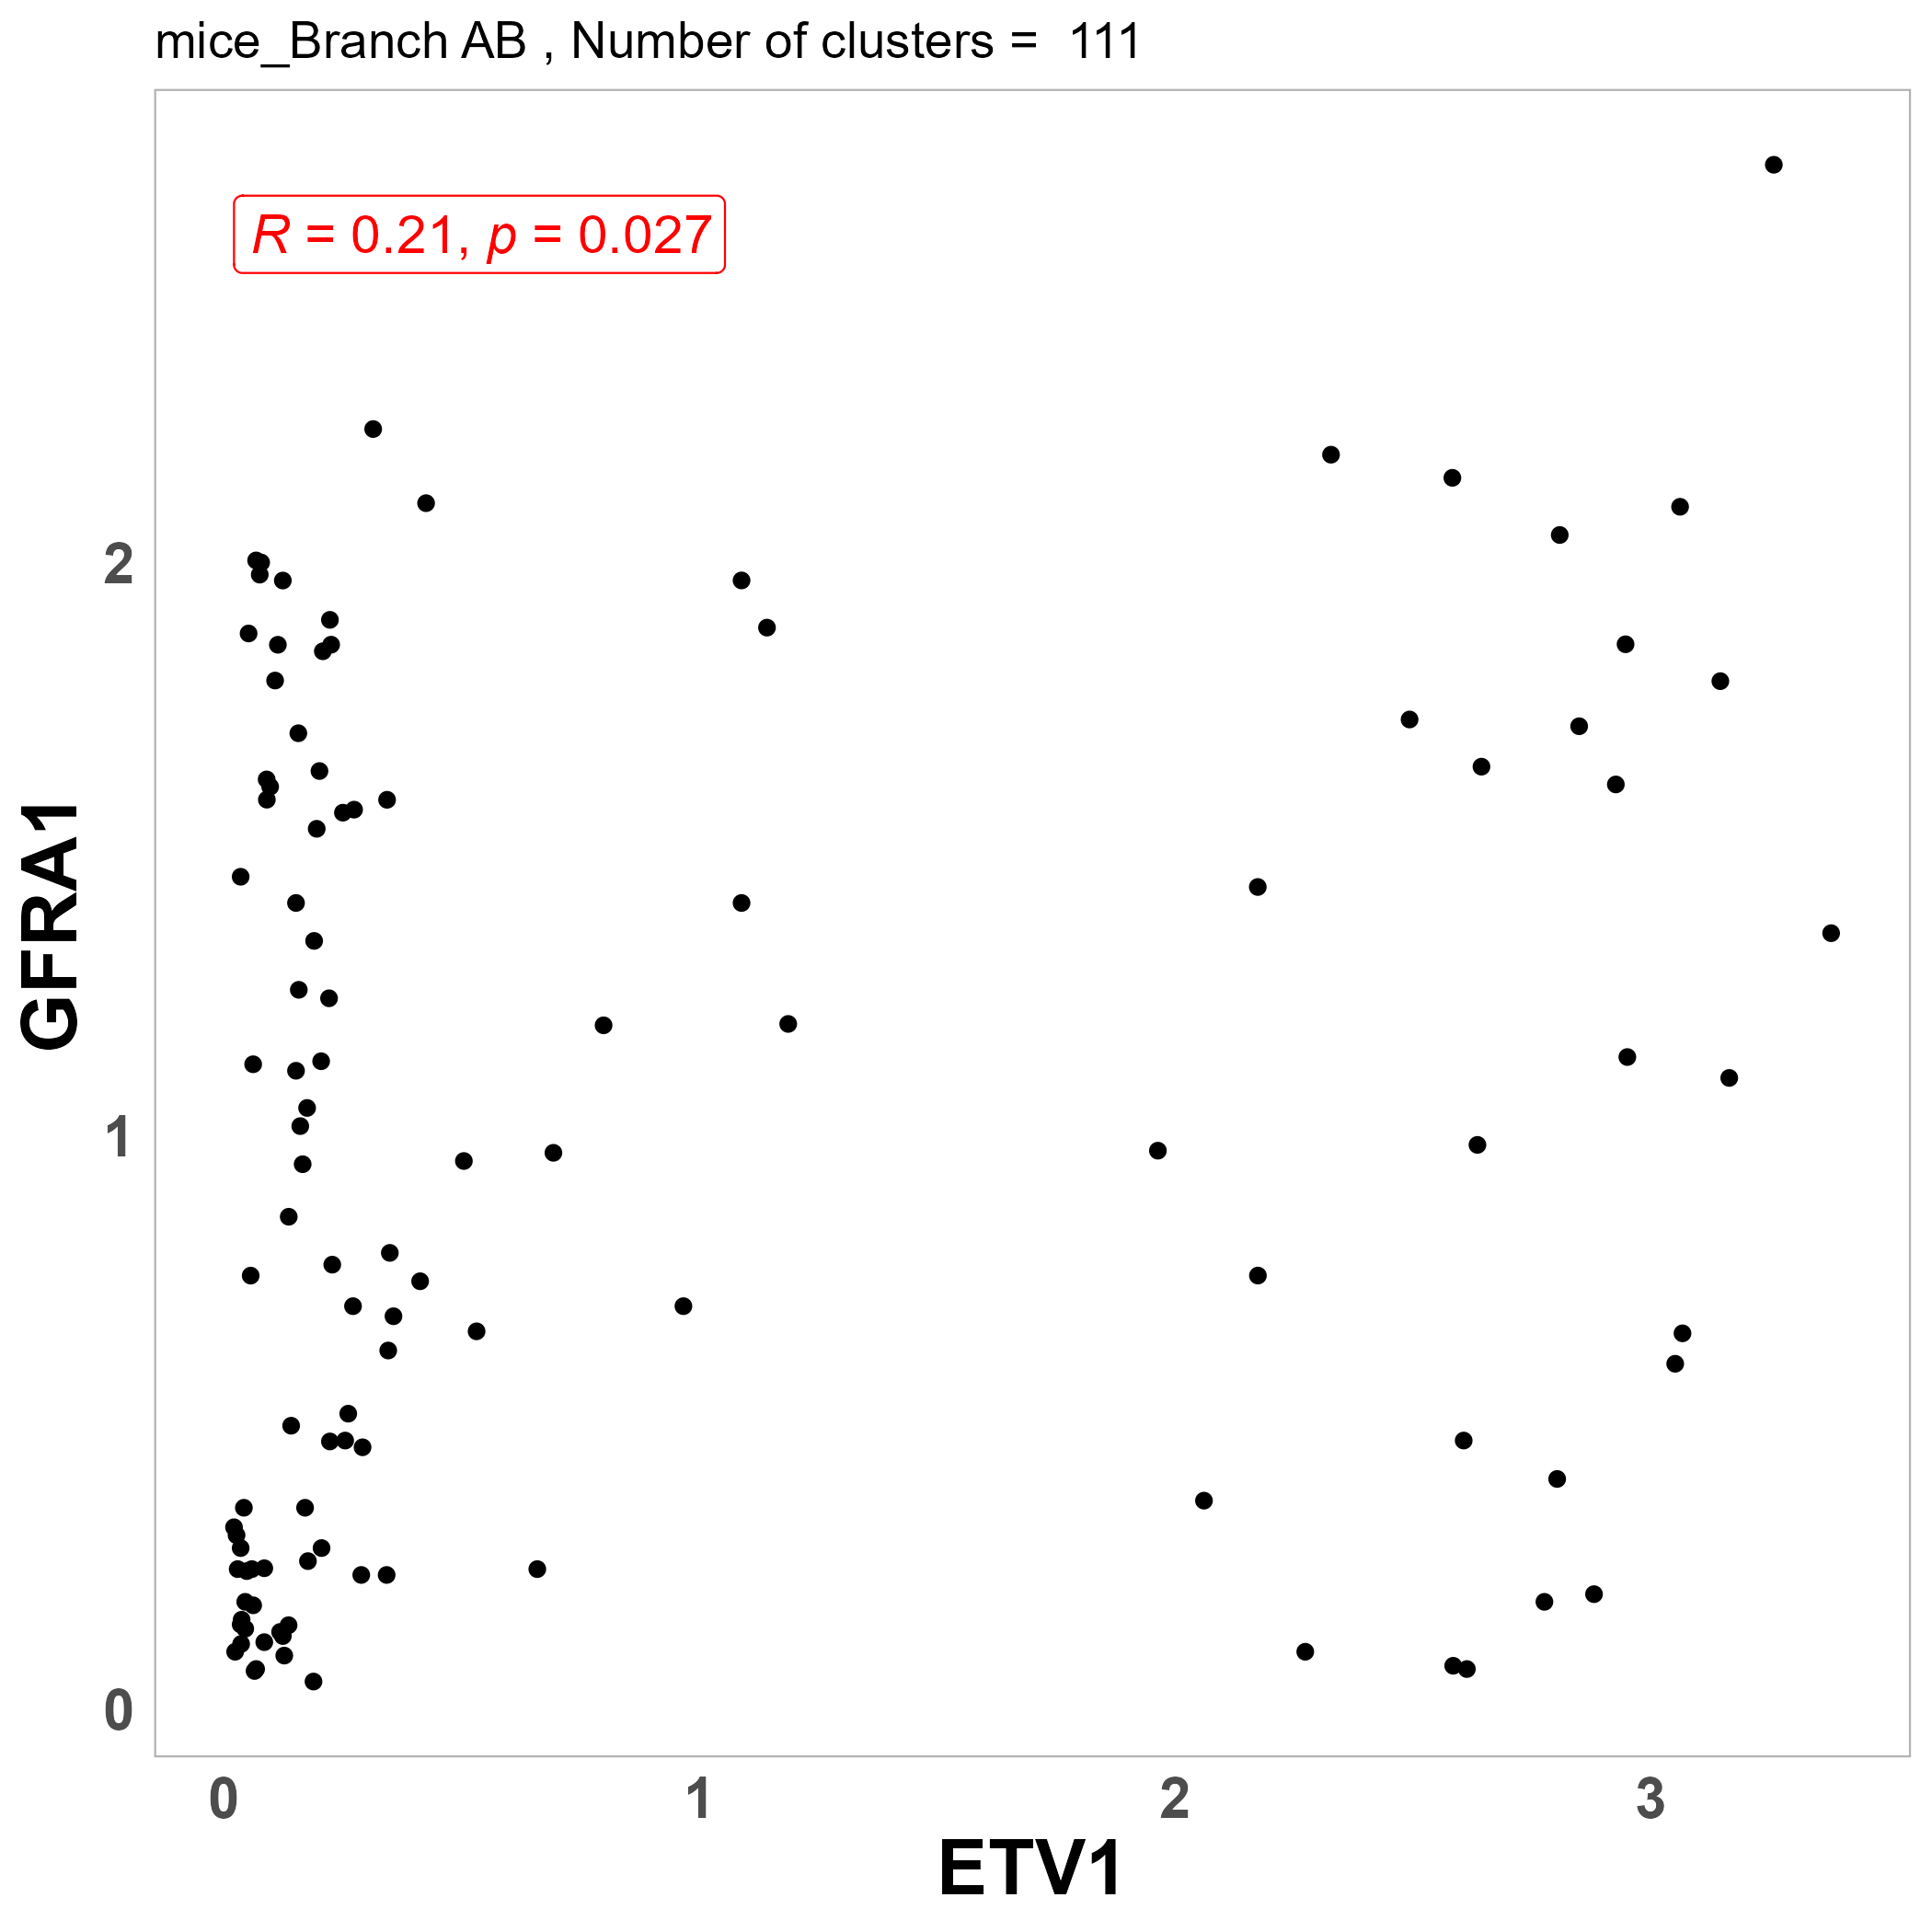 mice_Branch AB , Number of clusters =  111
R = 0.21, p = 0.027
GFRA1
2
1
0
0 1 2 3
ETV1